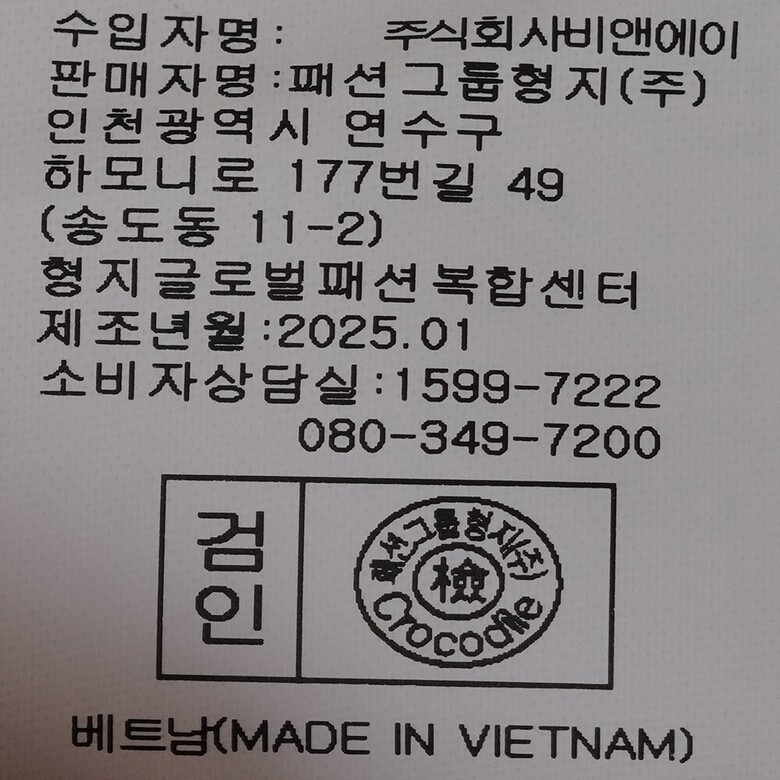 수입자명: 주식회사비앤에이
판매자명:패션그룹형지(주)
인천광역시 연수구
하모니로 177번길 49
(송도동 11-2)
형지글로벌패션복합센터
제조년월:2025.01
소비자상담실:1599-7222
080-349-7200
검인
패션그룹형지(주)
檢
Crocodile
베트남(MADE IN VIETNAM)